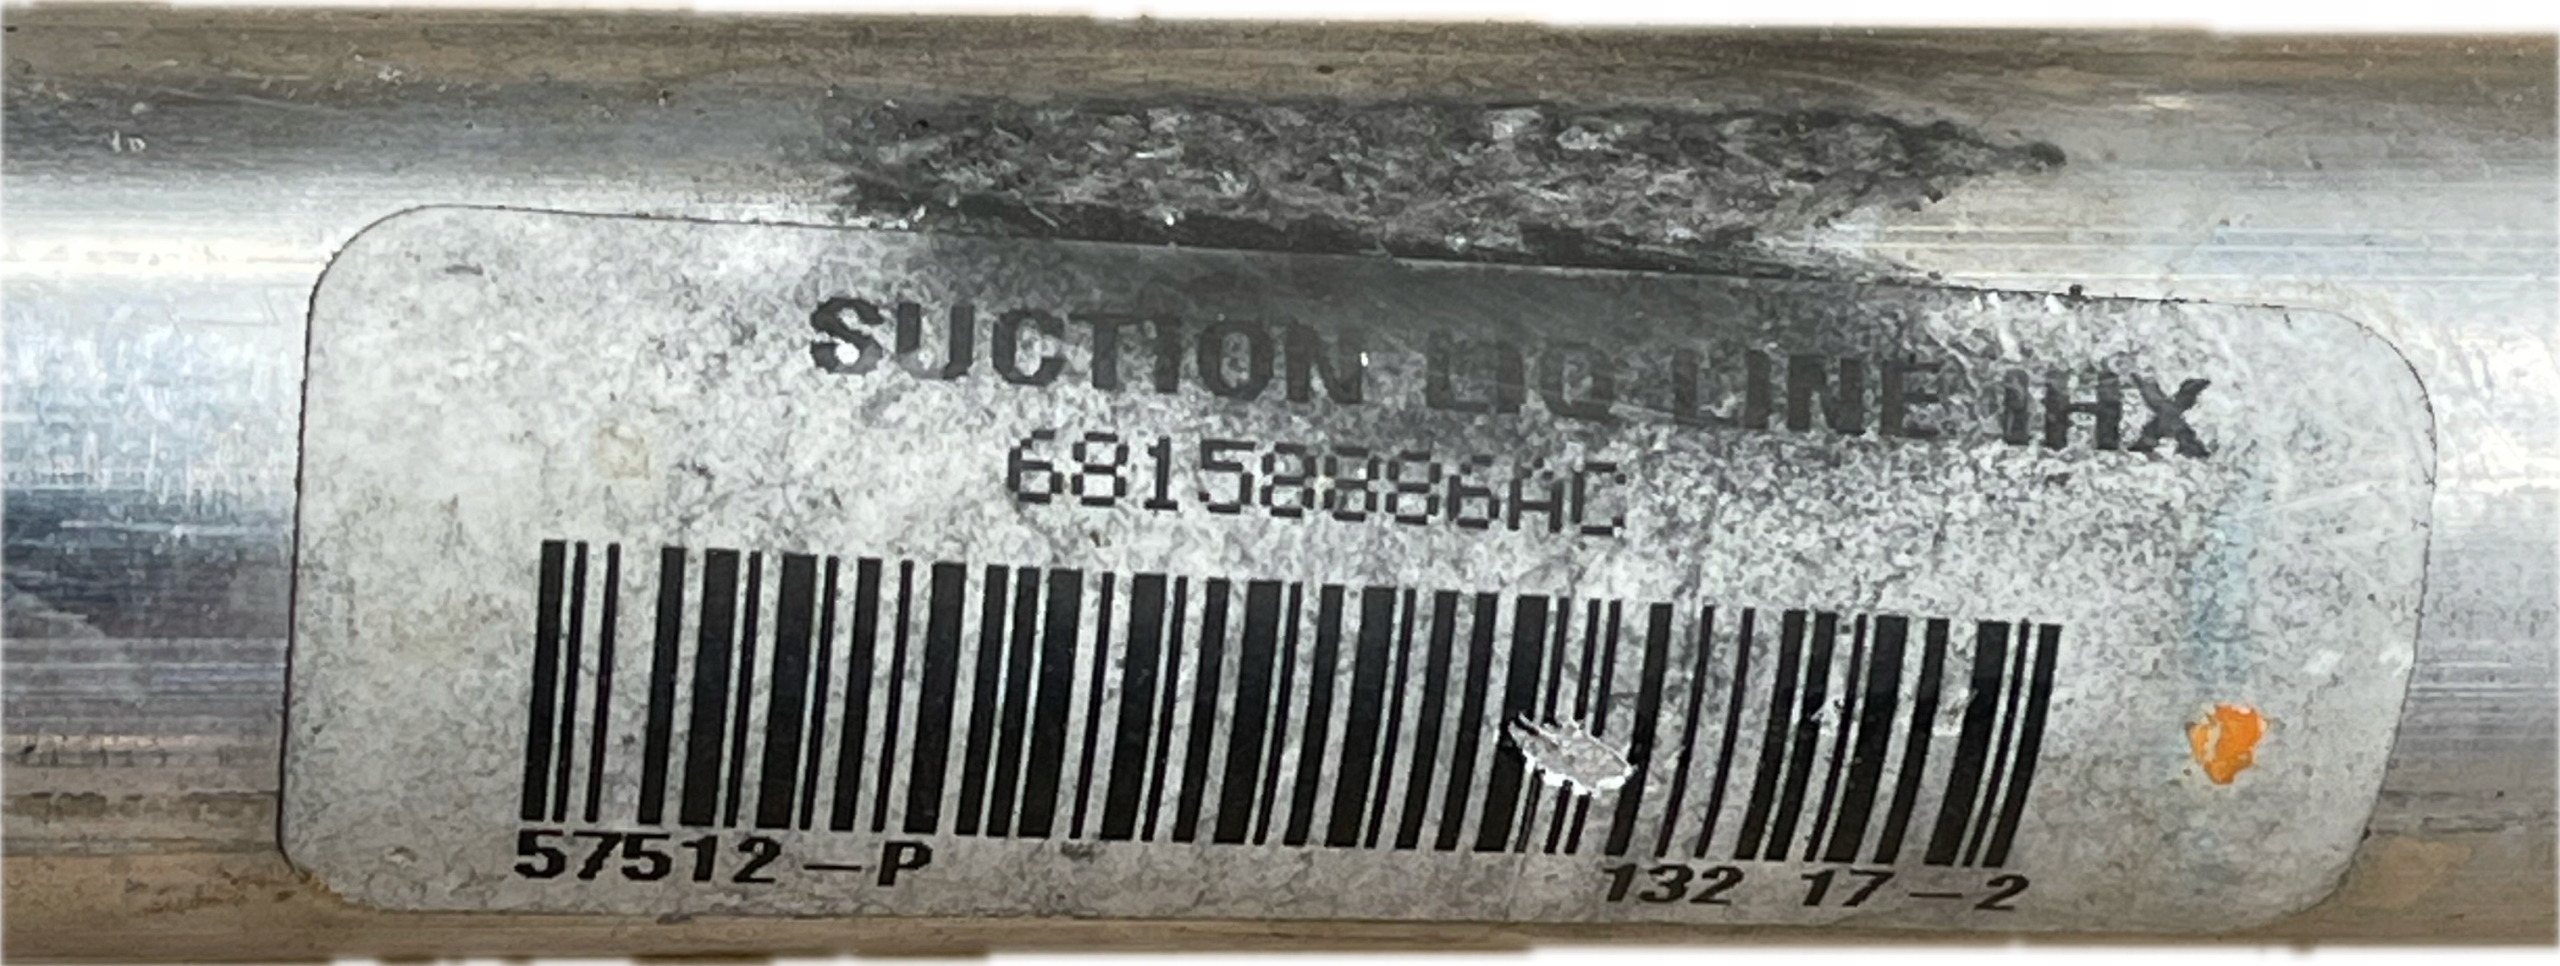 SUCTION LIQ LINE IHX
68158886AC
57512-P 132 17-2